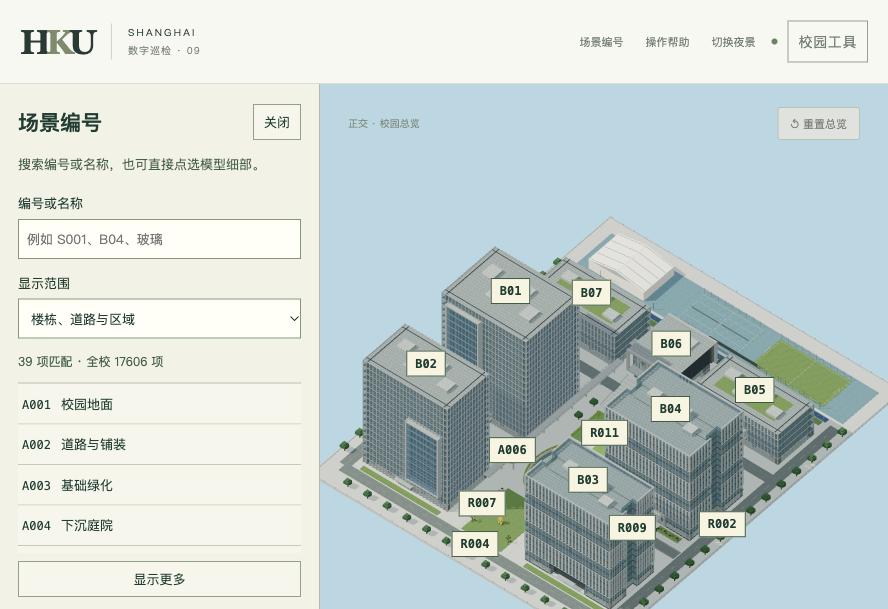 HKU
SHANGHAI
数字巡检 · 09
场景编号
操作帮助
切换夜景
校园工具
场景编号
关闭
搜索编号或名称，也可直接点选模型细部。
编号或名称
例如 S001、B04、玻璃
显示范围
楼栋、道路与区域
39 项匹配 · 全校 17606 项
A001 校园地面
A002 道路与铺装
A003 基础绿化
A004 下沉庭院
显示更多
正交 · 校园总览
重置总览
B01
B07
B06
B02
B05
B04
R011
A006
B03
R007
R009
R002
R004